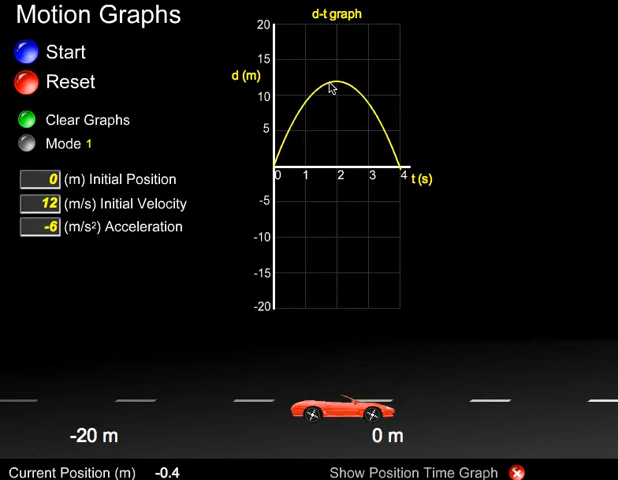 Motion Graphs
Start
Reset
Clear Graphs
Mode 1
0 (m) Initial Position
12 (m/s) Initial Velocity
-6 (m/s²) Acceleration
d-t graph
d (m)
20
15
10
5
0 1 2 3 4 t (s)
-5
-10
-15
-20
-20 m 0 m
Current Position (m) -0.4 Show Position Time Graph